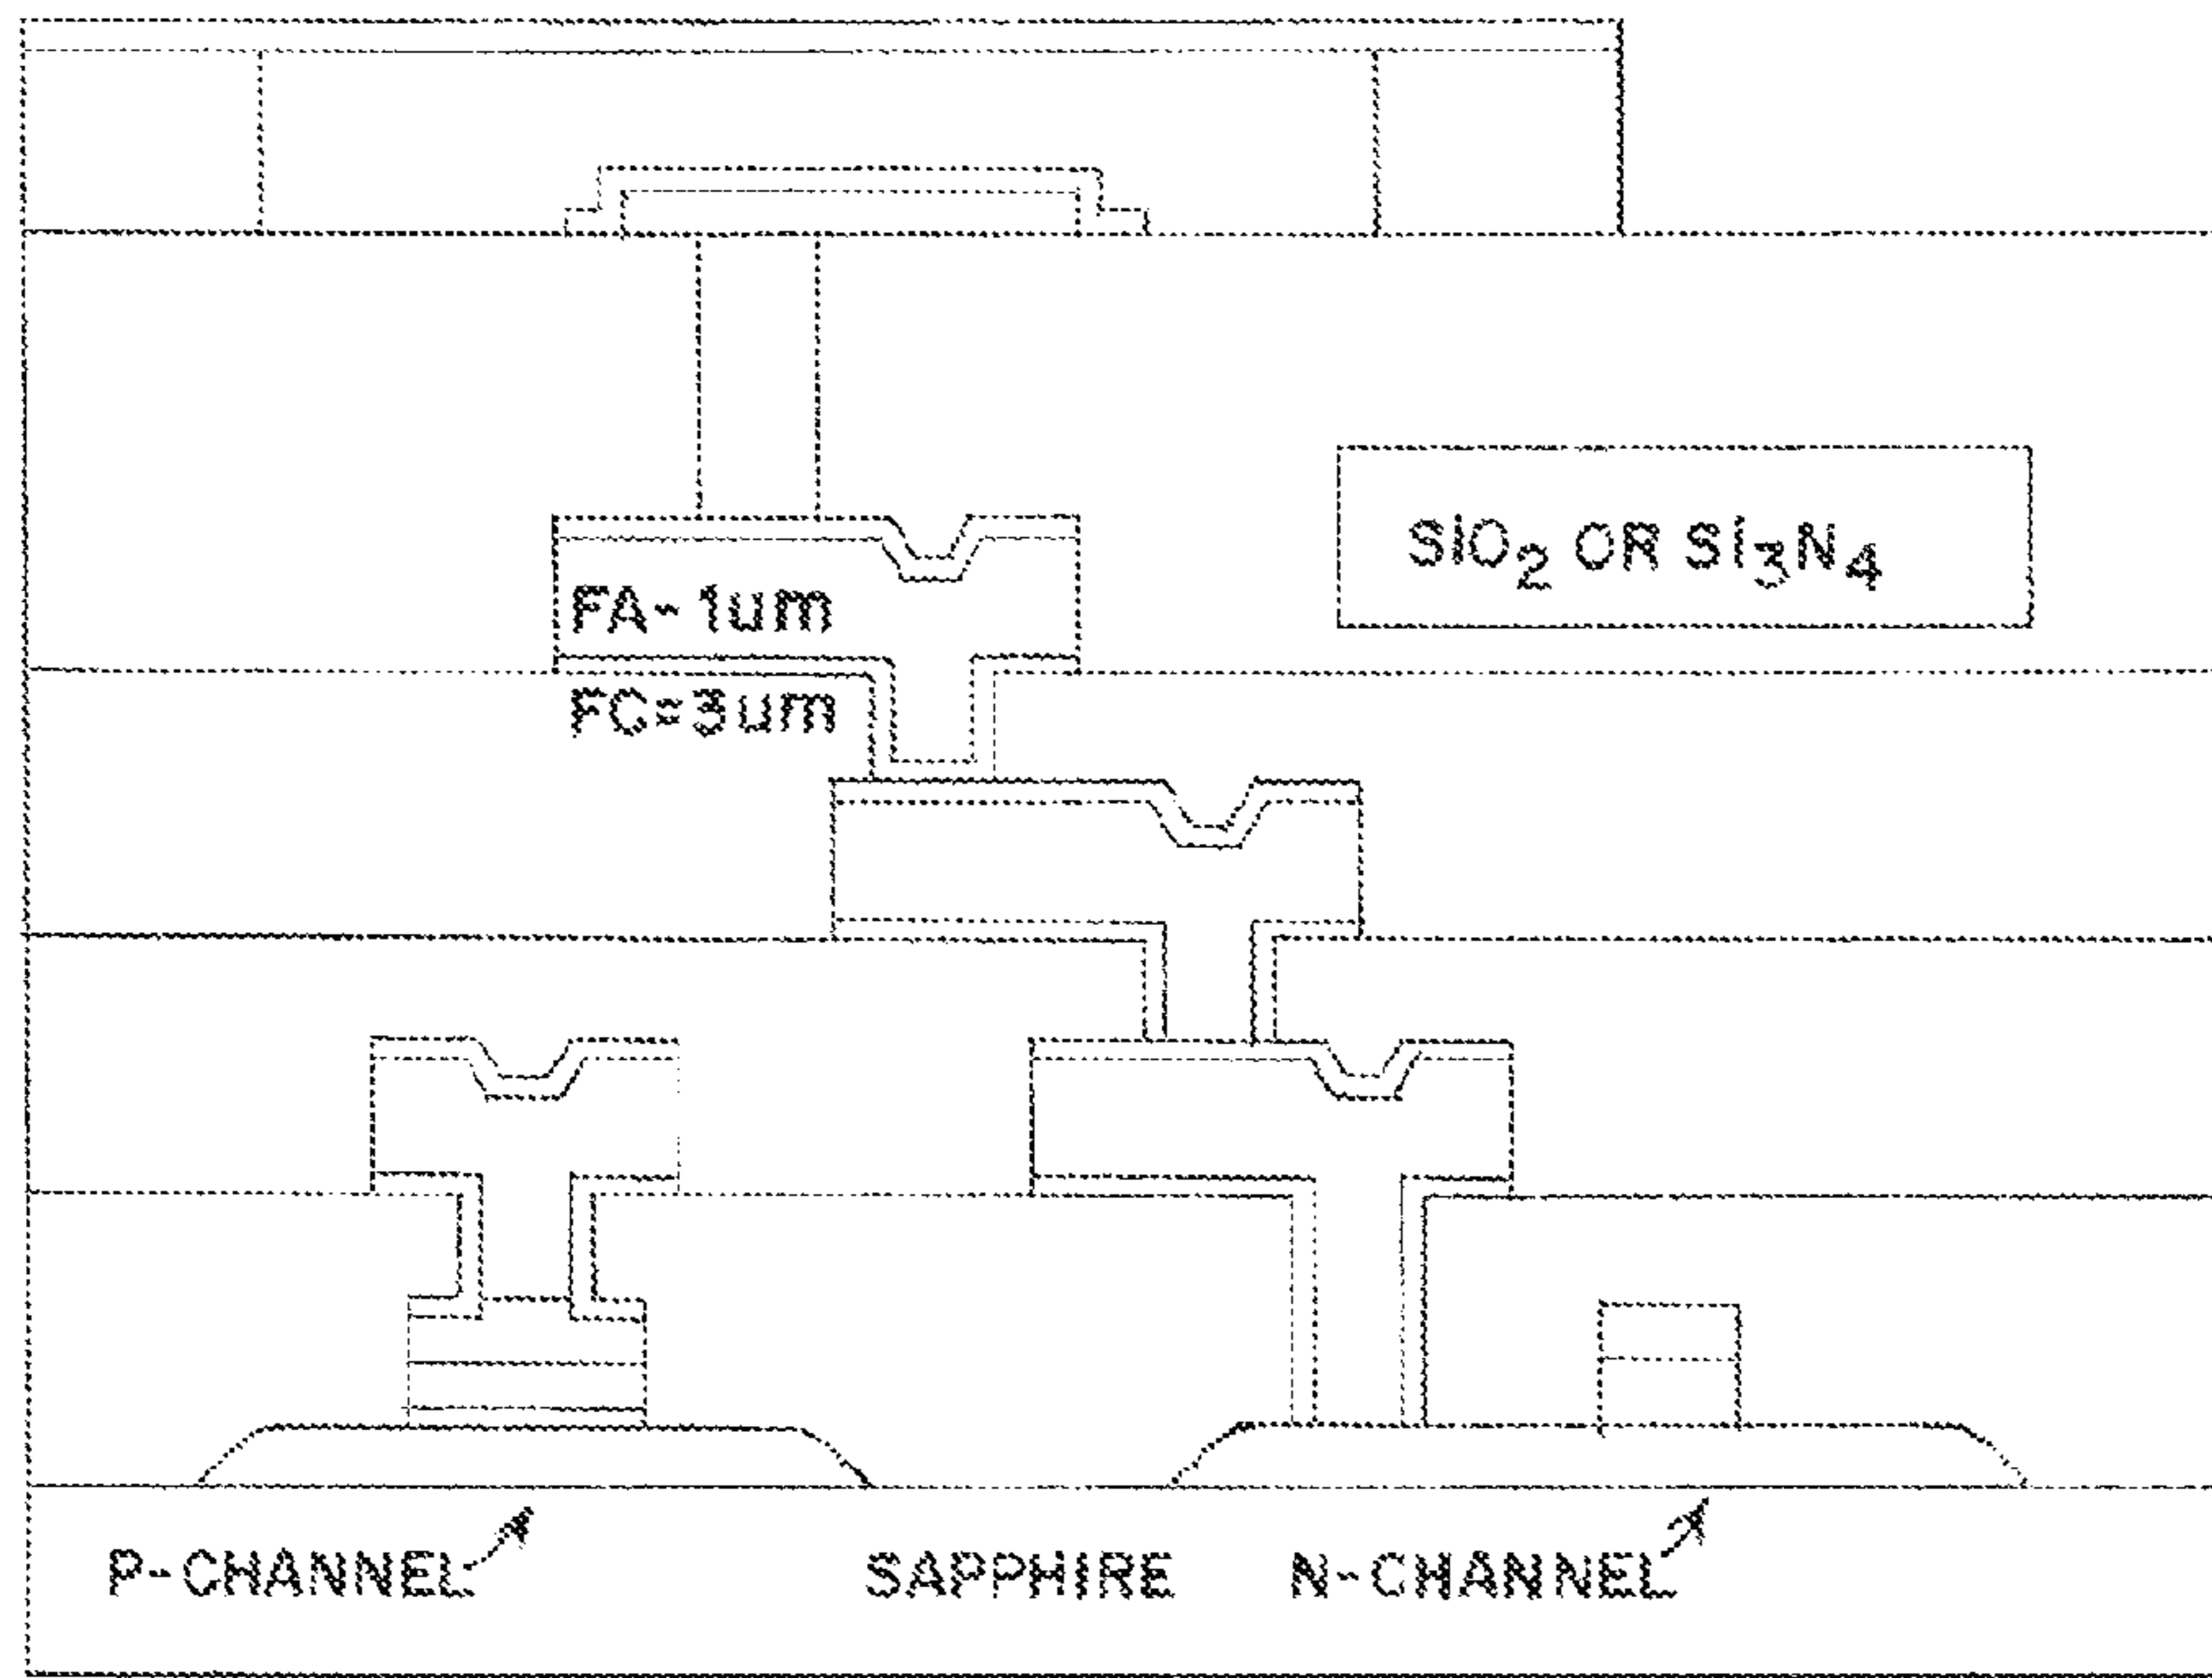 SiO₂ OR Si₃N₄
FA-1um
FC=3um
P-CHANNEL
SAPPHIRE
N-CHANNEL